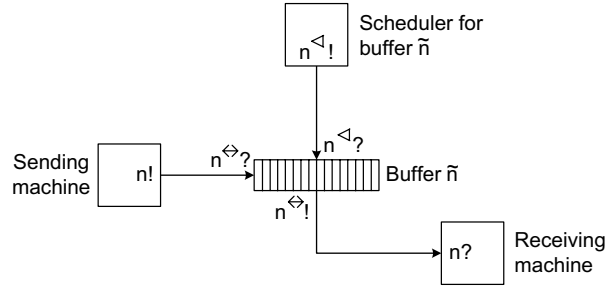 Scheduler for
buffer ñ
n◁!
n◁?
Sending
machine
n!
n↔?
Buffer ñ
n↔!
n?
Receiving
machine